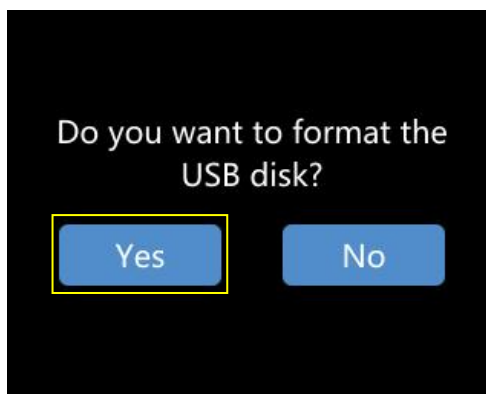 Do you want to format the
USB disk?
Yes
No